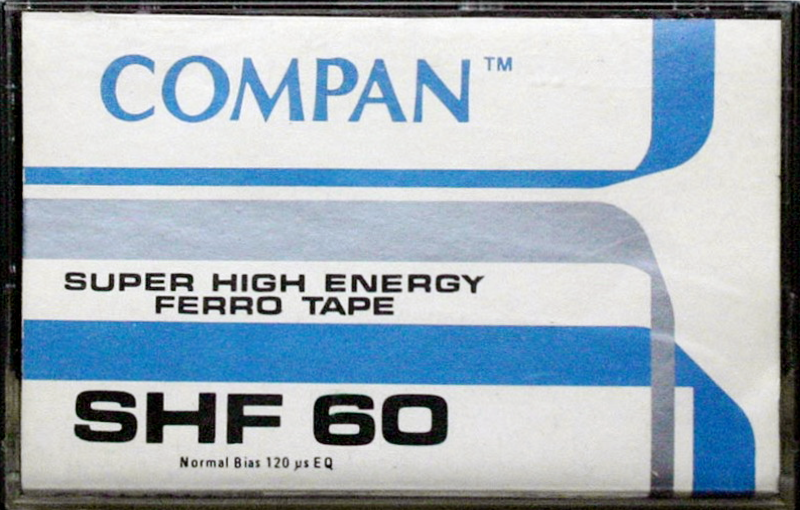 COMPAN™
SUPER HIGH ENERGY
FERRO TAPE
SHF 60
Normal Bias 120 µs EQ